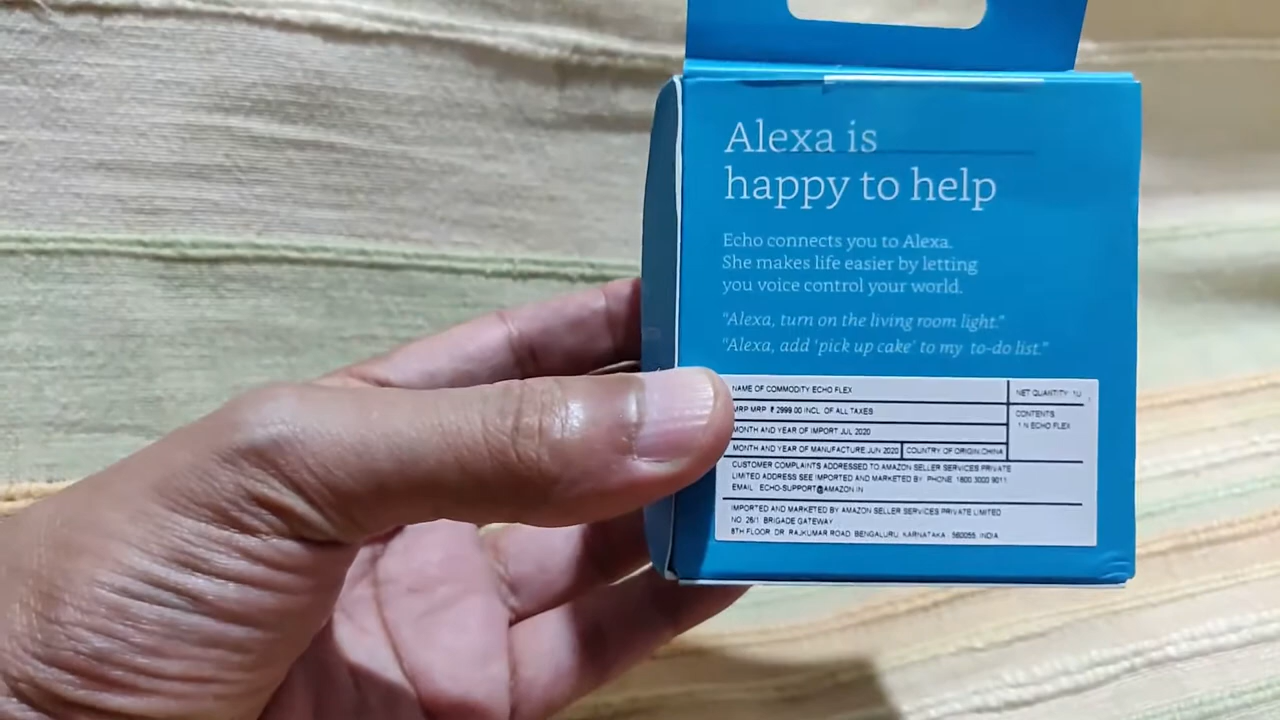 Alexa is
happy to help
Echo connects you to Alexa.
She makes life easier by letting
you voice control your world.
"Alexa, turn on the living room light."
"Alexa, add 'pick up cake' to my to-do list."
NAME OF COMMODITY ECHO FLEX
NET QUANTITY 1U
MRP MRP ₹ 2999.00 INCL. OF ALL TAXES
CONTENTS
1 N ECHO FLEX
MONTH AND YEAR OF IMPORT JUL 2020
MONTH AND YEAR OF MANUFACTURE JUN 2020 COUNTRY OF ORIGIN:CHINA
CUSTOMER COMPLAINTS ADDRESSED TO AMAZON SELLER SERVICES PRIVATE
LIMITED ADDRESS SEE IMPORTED AND MARKETED BY PHONE 1800 3000 9011
EMAIL: ECHO-SUPPORT@AMAZON.IN
IMPORTED AND MARKETED BY AMAZON SELLER SERVICES PRIVATE LIMITED
NO. 26/1 BRIGADE GATEWAY
8TH FLOOR, DR. RAJKUMAR ROAD, BENGALURU, KARNATAKA : 560055, INDIA